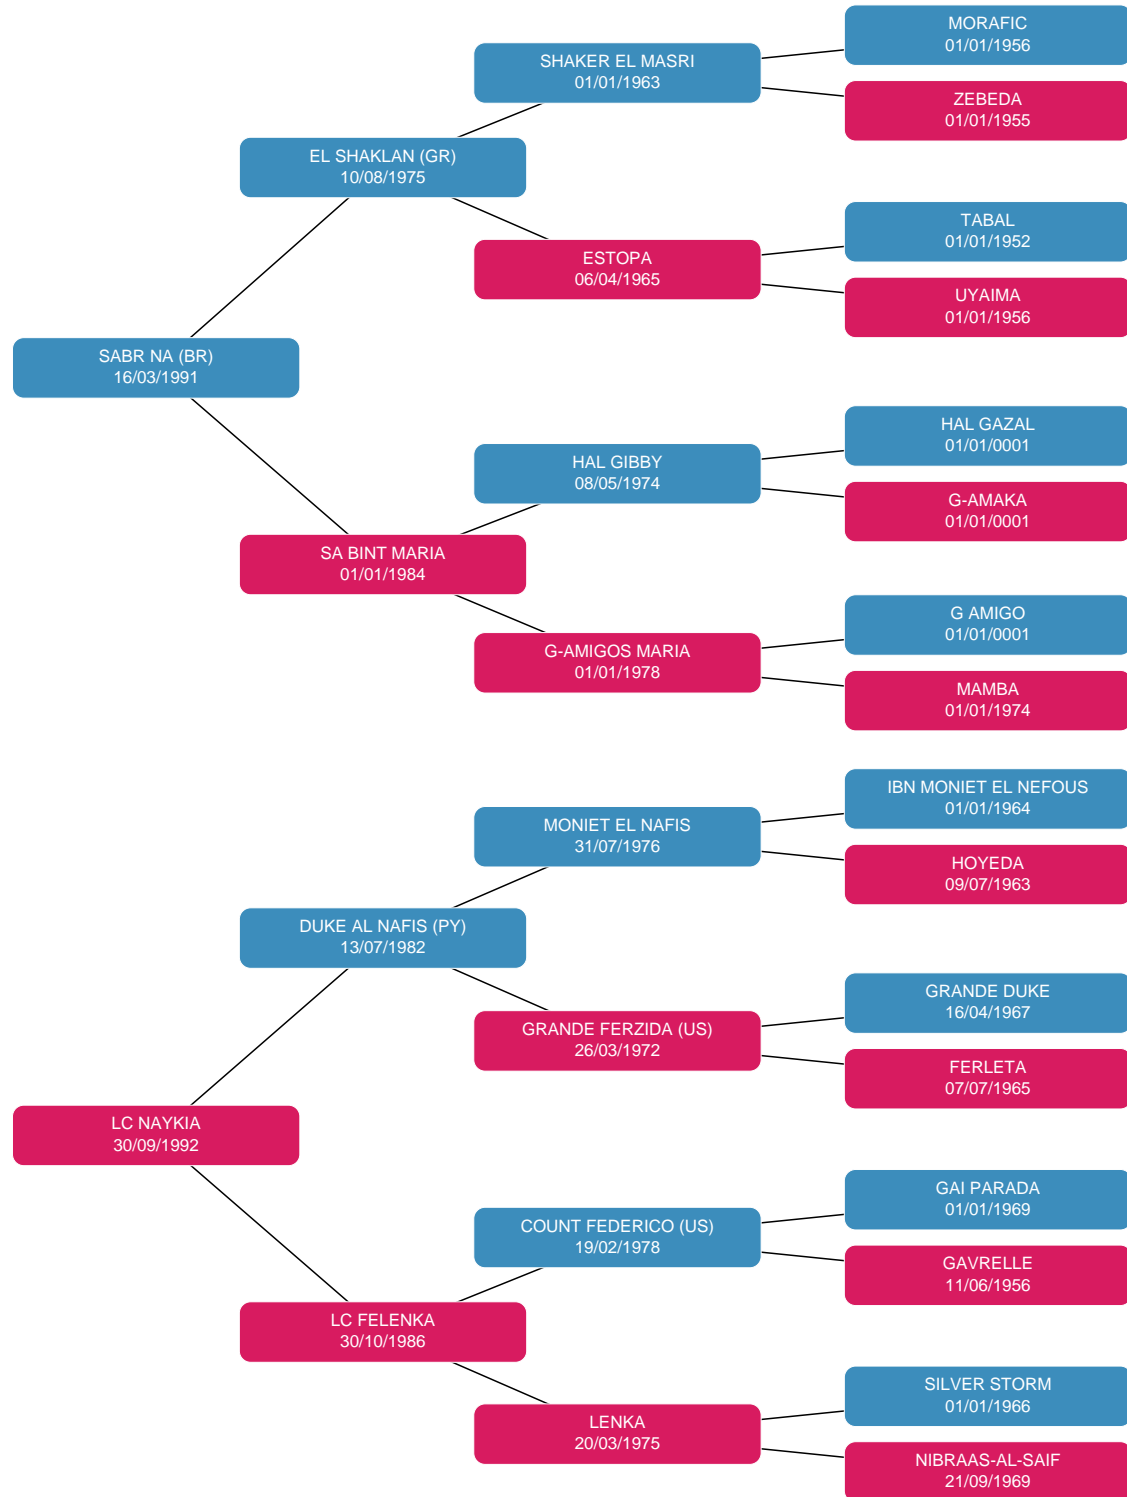 MORAFIC
01/01/1956
SHAKER EL MASRI
01/01/1963
ZEBEDA
01/01/1955
EL SHAKLAN (GR)
10/08/1975
TABAL
01/01/1952
ESTOPA
06/04/1965
UYAIMA
01/01/1956
SABR NA (BR)
16/03/1991
HAL GAZAL
01/01/0001
HAL GIBBY
08/05/1974
G-AMAKA
01/01/0001
SA BINT MARIA
01/01/1984
G AMIGO
01/01/0001
G-AMIGOS MARIA
01/01/1978
MAMBA
01/01/1974
IBN MONIET EL NEFOUS
01/01/1964
MONIET EL NAFIS
31/07/1976
HOYEDA
09/07/1963
DUKE AL NAFIS (PY)
13/07/1982
GRANDE DUKE
16/04/1967
GRANDE FERZIDA (US)
26/03/1972
FERLETA
07/07/1965
LC NAYKIA
30/09/1992
GAI PARADA
01/01/1969
COUNT FEDERICO (US)
19/02/1978
GAVRELLE
11/06/1956
LC FELENKA
30/10/1986
SILVER STORM
01/01/1966
LENKA
20/03/1975
NIBRAAS-AL-SAIF
21/09/1969